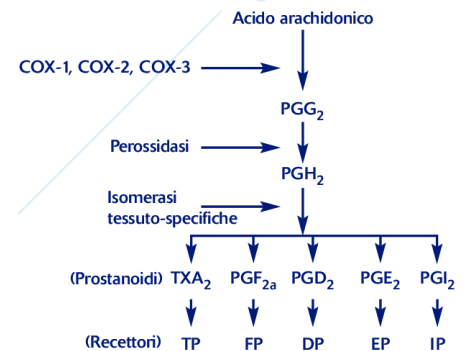 Acido arachidonico
COX-1, COX-2, COX-3
PGG₂
Perossidasi
PGH₂
Isomerasi
tessuto-specifiche
(Prostanoidi) TXA₂ PGF₂a PGD₂ PGE₂ PGI₂
(Recettori) TP FP DP EP IP